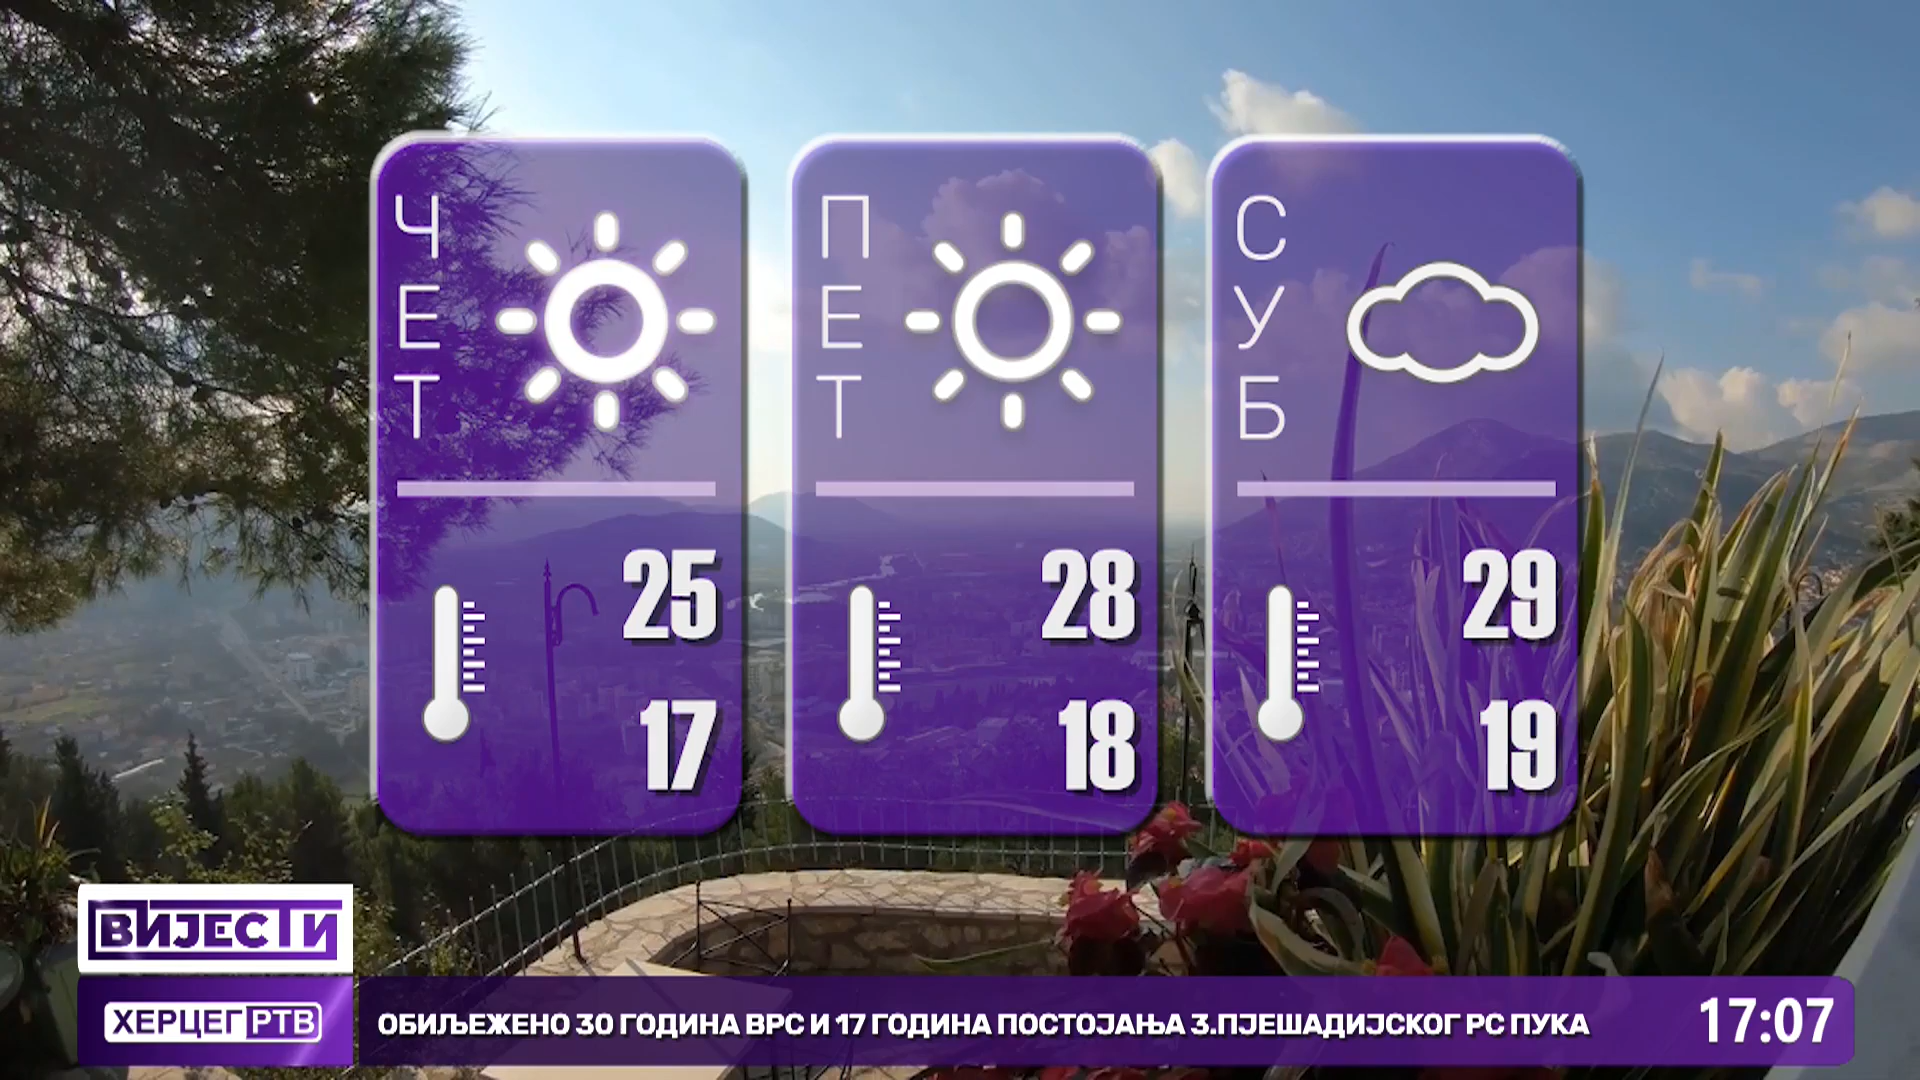 ЧЕТ
25
17
ПЕТ
28
18
СУБ
29
19
ВИЈЕСТИ
ХЕРЦЕГ РТВ
ОБИЉЕЖЕНО 30 ГОДИНА ВРС И 17 ГОДИНА ПОСТОЈАЊА 3.ПЈЕШАДИЈСКОГ РС ПУКА
17:07